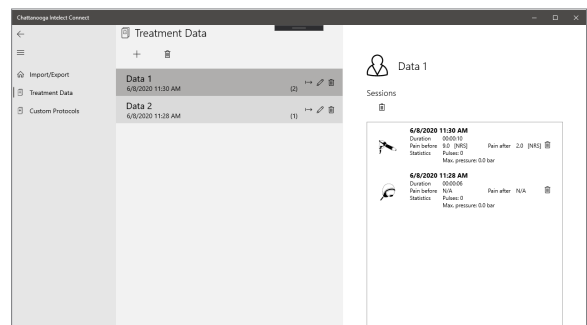 Chattanooga Intelect Connect
Treatment Data
Import/Export
Treatment Data
Custom Protocols
Data 1
6/8/2020 11:30 AM
(2)
Data 2
6/8/2020 11:28 AM
(1)
Data 1
Sessions
6/8/2020 11:30 AM
Duration 00:00:10
Pain before 9.0 [NRS] Pain after 2.0 [NRS]
Statistics Pulses: 0
Max. pressure: 0.0 bar
6/8/2020 11:28 AM
Duration 00:00:06
Pain before N/A Pain after N/A
Statistics Pulses: 0
Max. pressure: 0.0 bar